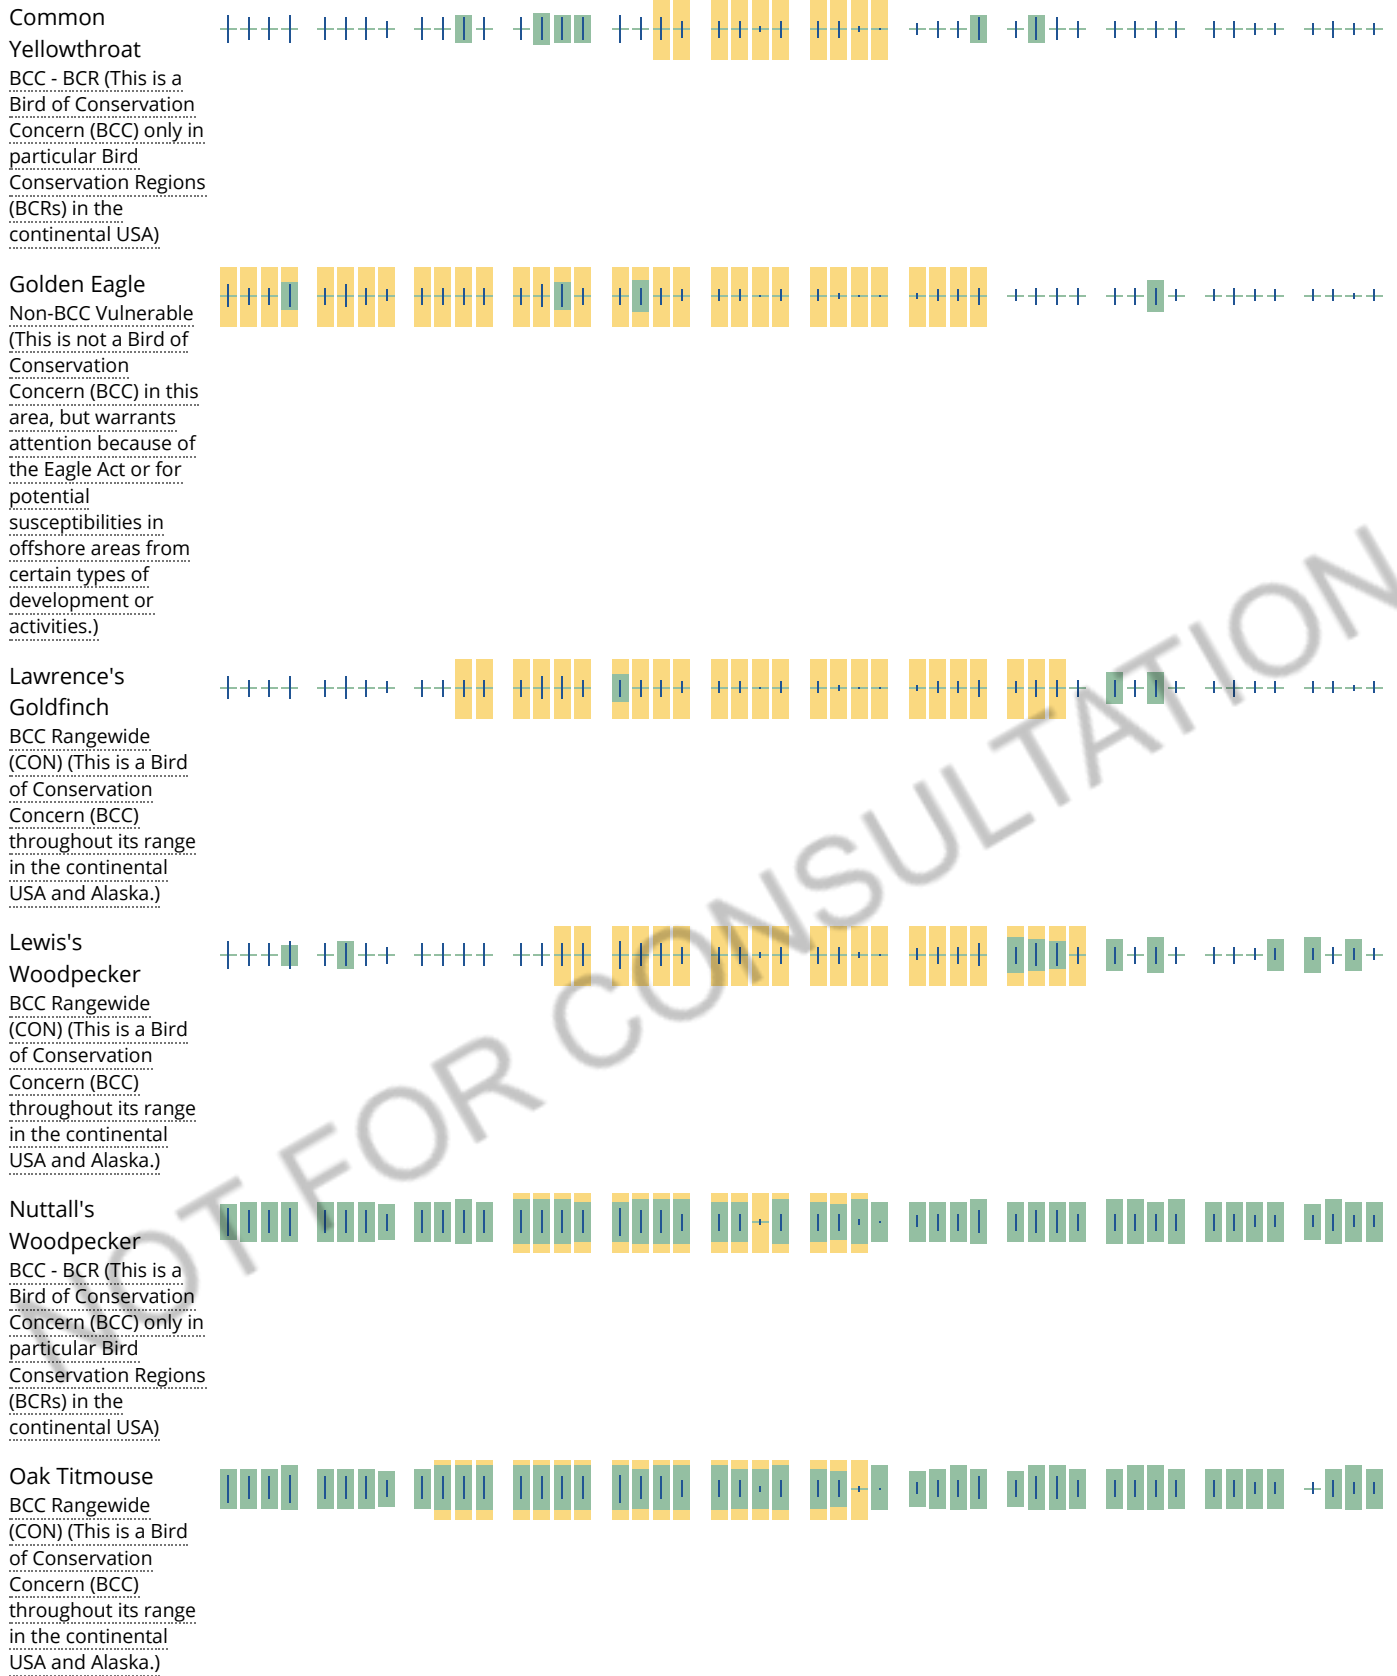 Common
Yellowthroat
BCC - BCR (This is a
Bird of Conservation
Concern (BCC) only in
particular Bird
Conservation Regions
(BCRs) in the
continental USA)
Golden Eagle
Non-BCC Vulnerable
(This is not a Bird of
Conservation
Concern (BCC) in this
area, but warrants
attention because of
the Eagle Act or for
potential
susceptibilities in
offshore areas from
certain types of
development or
activities.)
Lawrence's
Goldfinch
BCC Rangewide
(CON) (This is a Bird
of Conservation
Concern (BCC)
throughout its range
in the continental
USA and Alaska.)
Lewis's
Woodpecker
BCC Rangewide
(CON) (This is a Bird
of Conservation
Concern (BCC)
throughout its range
in the continental
USA and Alaska.)
Nuttall's
Woodpecker
BCC - BCR (This is a
Bird of Conservation
Concern (BCC) only in
particular Bird
Conservation Regions
(BCRs) in the
continental USA)
Oak Titmouse
BCC Rangewide
(CON) (This is a Bird
of Conservation
Concern (BCC)
throughout its range
in the continental
USA and Alaska.)
NOT FOR CONSULTATION